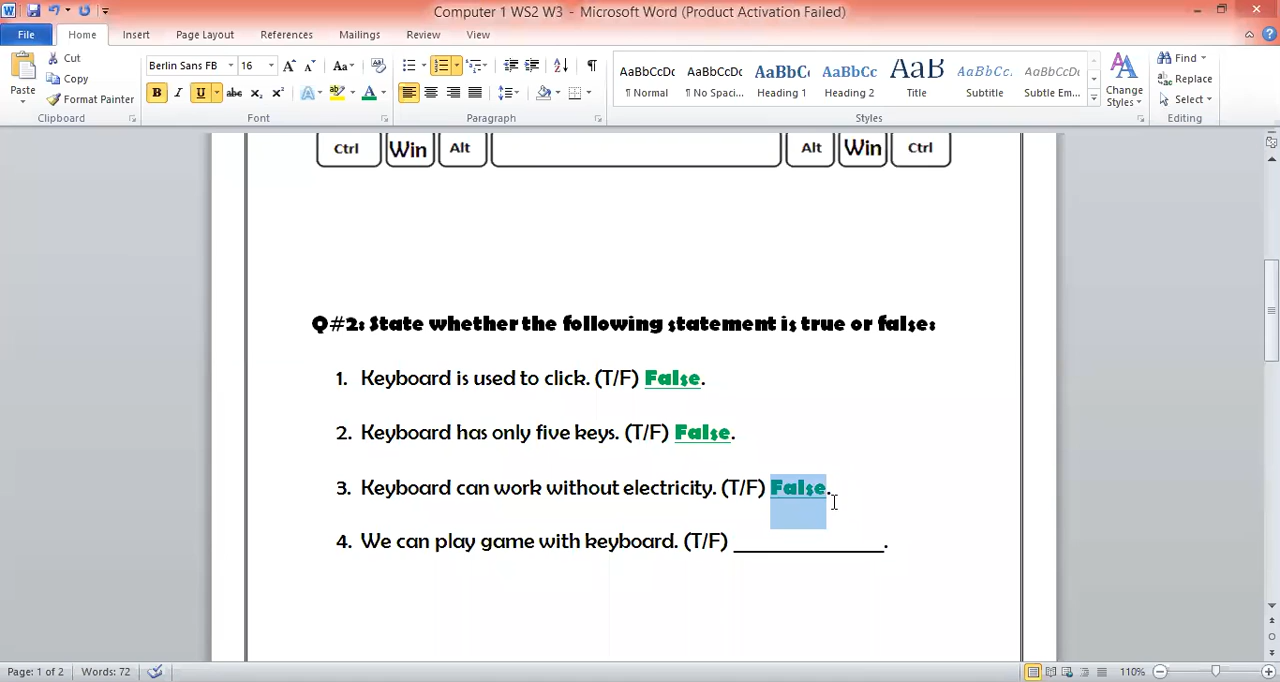 Computer 1 WS2 W3 - Microsoft Word (Product Activation Failed)
File Home Insert Page Layout References Mailings Review View
Cut
Copy
Format Painter
Paste
Clipboard
Berlin Sans FB 16
Font
Paragraph
AaBbCcDc AaBbCcDc AaBbCc AaBbCc AaB AaBbCc. AaBbCcDc
¶ Normal ¶ No Spaci... Heading 1 Heading 2 Title Subtitle Subtle Em...
Change Styles
Styles
Find
Replace
Select
Editing
Ctrl Win Alt Alt Win Ctrl
Q#2: State whether the following statement is true or false:
1. Keyboard is used to click. (T/F) False.
2. Keyboard has only five keys. (T/F) False.
3. Keyboard can work without electricity. (T/F) False.
4. We can play game with keyboard. (T/F) _______________.
Page: 1 of 2 Words: 72 110%